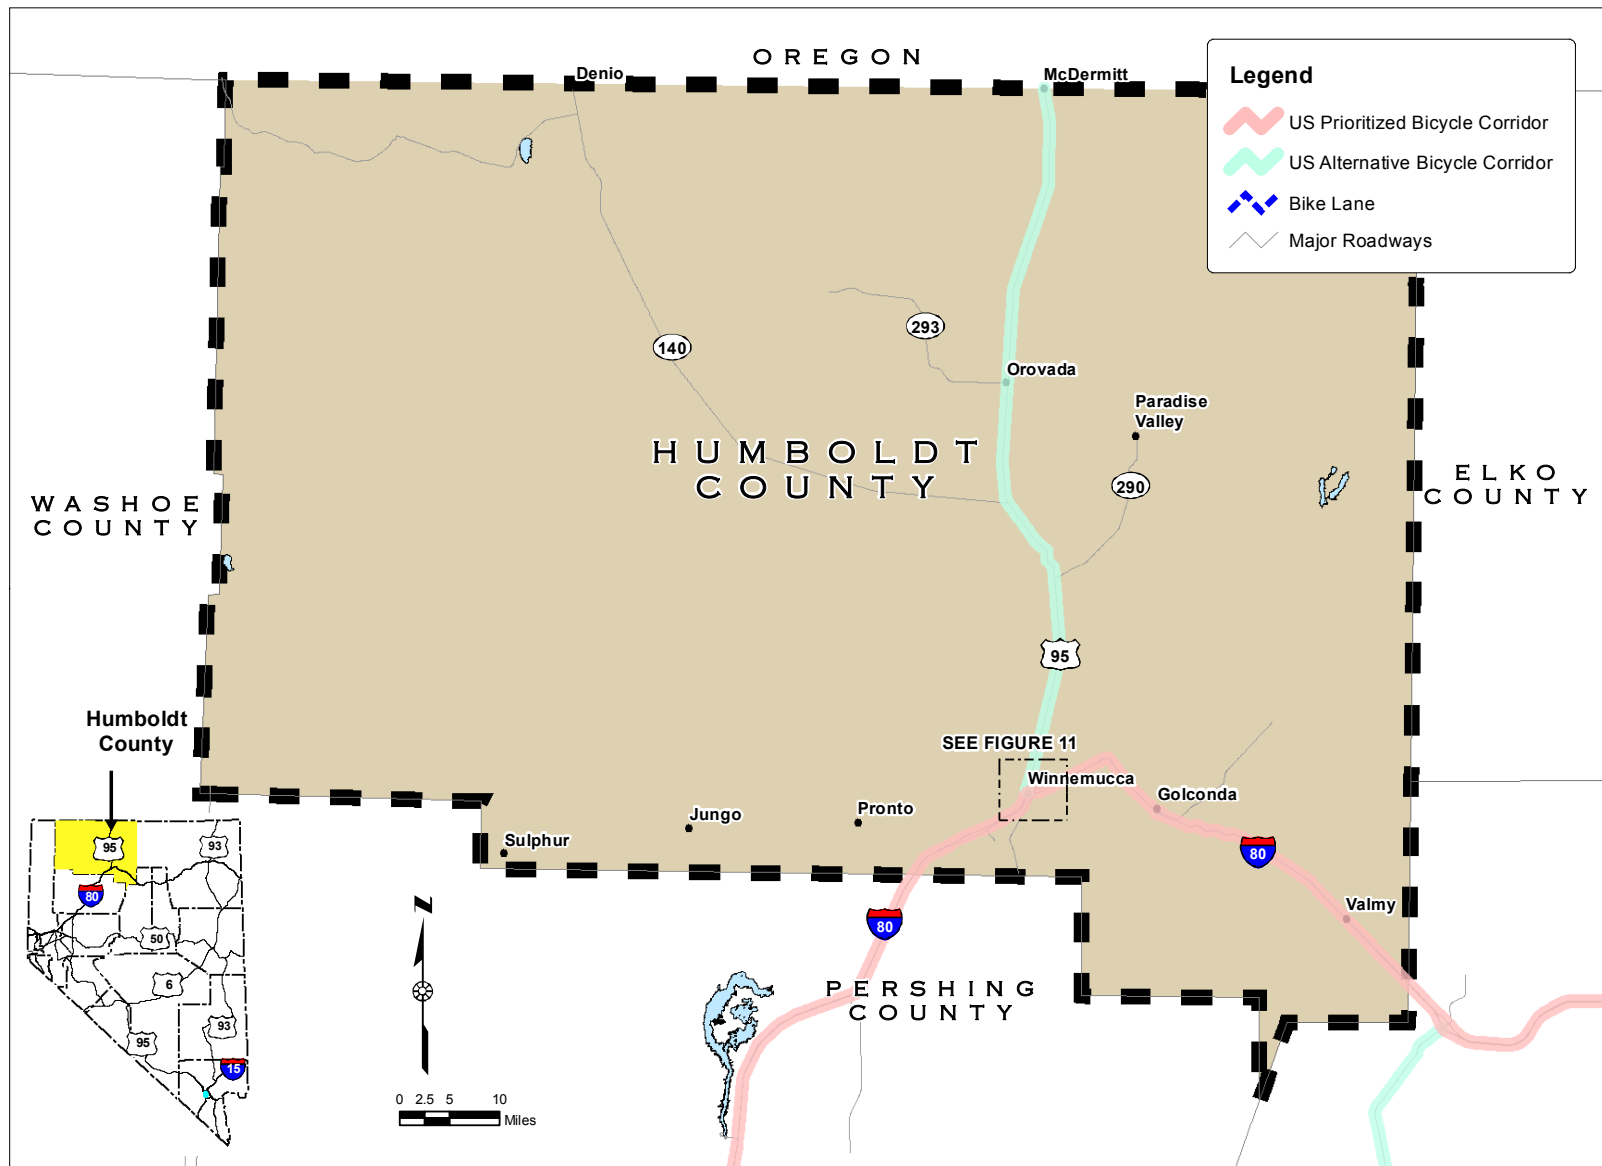 OREGON
Denio
McDermitt
Legend
US Prioritized Bicycle Corridor
US Alternative Bicycle Corridor
Bike Lane
Major Roadways
293
140
Orovada
Paradise
Valley
HUMBOLDT
COUNTY
290
ELKO
COUNTY
WASHOE
COUNTY
95
Humboldt
County
SEE FIGURE 11
Winnemucca
Golconda
Pronto
Jungo
Sulphur
80
Valmy
80
PERSHING
COUNTY
95
93
80
50
6
93
95
15
N
0 2.5 5 10
Miles